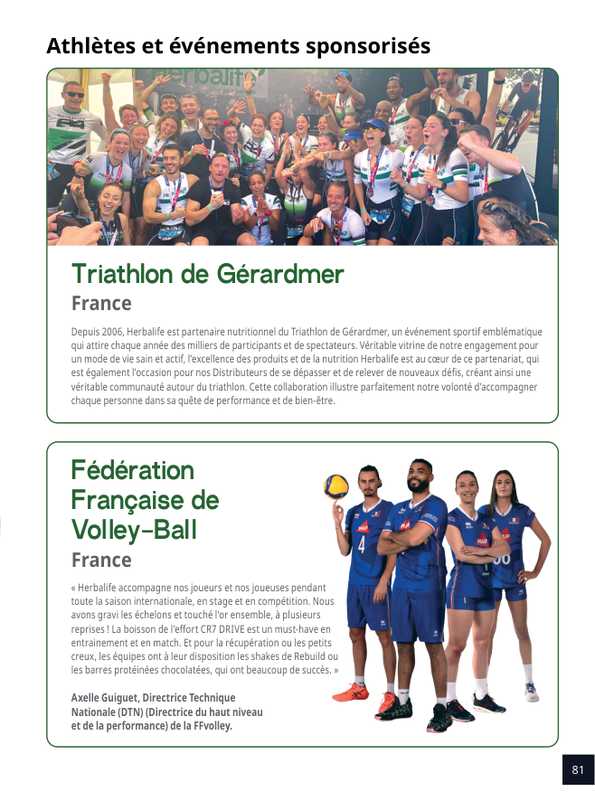 Athlètes et événements sponsorisés
Herbalife
Triathlon de Gérardmer
France
Depuis 2006, Herbalife est partenaire nutritionnel du Triathlon de Gérardmer, un événement sportif emblématique
qui attire chaque année des milliers de participants et de spectateurs. Véritable vitrine de notre engagement pour
un mode de vie sain et actif, l'excellence des produits et de la nutrition Herbalife est au cœur de ce partenariat, qui
est également l'occasion pour nos Distributeurs de se dépasser et de relever de nouveaux défis, créant ainsi une
véritable communauté autour du triathlon. Cette collaboration illustre parfaitement notre volonté d'accompagner
chaque personne dans sa quête de performance et de bien-être.
Fédération
Française de
Volley-Ball
France
« Herbalife accompagne nos joueurs et nos joueuses pendant
toute la saison internationale, en stage et en compétition. Nous
avons gravi les échelons et touché l'or ensemble, à plusieurs
reprises ! La boisson de l'effort CR7 DRIVE est un must-have en
entrainement et en match. Et pour la récupération ou les petits
creux, les équipes ont à leur disposition les shakes de Rebuild ou
les barres protéinées chocolatées, qui ont beaucoup de succès. »
4
Axelle Guiguet, Directrice Technique
Nationale (DTN) (Directrice du haut niveau
et de la performance) de la FFvolley.
81